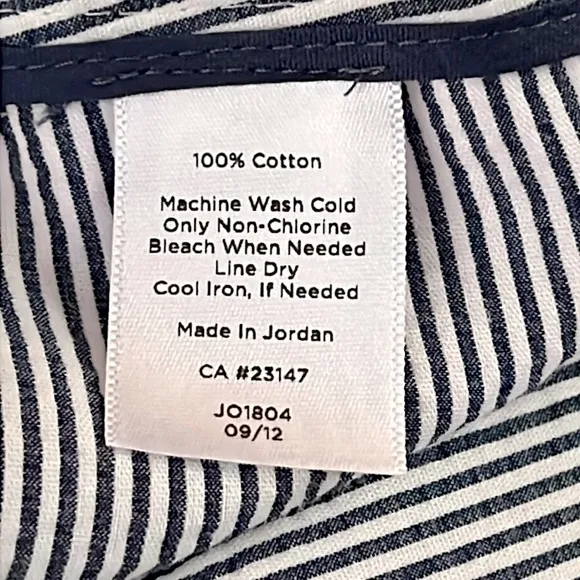 100% Cotton
Machine Wash Cold
Only Non-Chlorine
Bleach When Needed
Line Dry
Cool Iron, If Needed
Made In Jordan
CA #23147
JO1804
09/12